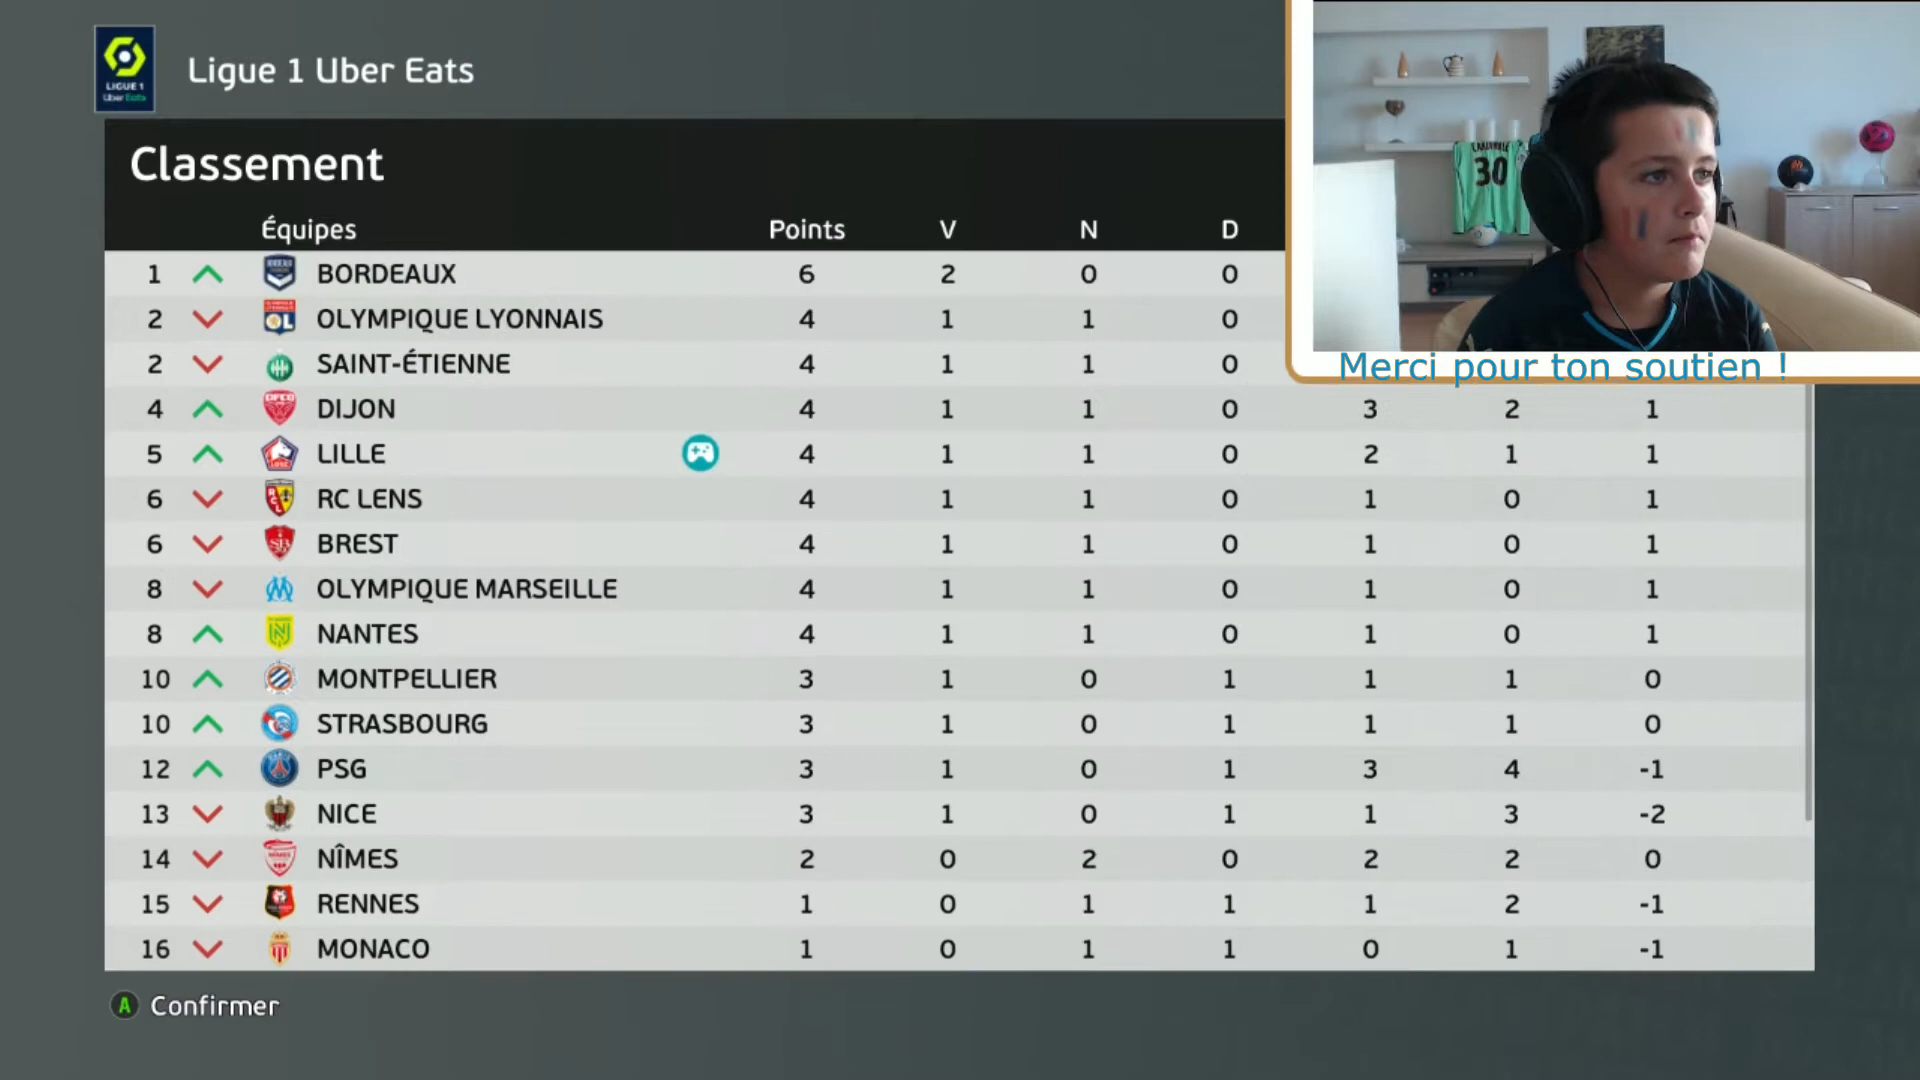 LIGUE 1
Uber Eats
Ligue 1 Uber Eats
Classement
Équipes Points V N D
1 BORDEAUX 6 2 0 0
2 OLYMPIQUE LYONNAIS 4 1 1 0
2 SAINT-ÉTIENNE 4 1 1 0
4 DIJON 4 1 1 0 3 2 1
5 LILLE 4 1 1 0 2 1 1
6 RC LENS 4 1 1 0 1 0 1
6 BREST 4 1 1 0 1 0 1
8 OLYMPIQUE MARSEILLE 4 1 1 0 1 0 1
8 NANTES 4 1 1 0 1 0 1
10 MONTPELLIER 3 1 0 1 1 1 0
10 STRASBOURG 3 1 0 1 1 1 0
12 PSG 3 1 0 1 3 4 -1
13 NICE 3 1 0 1 1 3 -2
14 NÎMES 2 0 2 0 2 2 0
15 RENNES 1 0 1 1 1 2 -1
16 MONACO 1 0 1 1 0 1 -1
A Confirmer
30
Merci pour ton soutien !